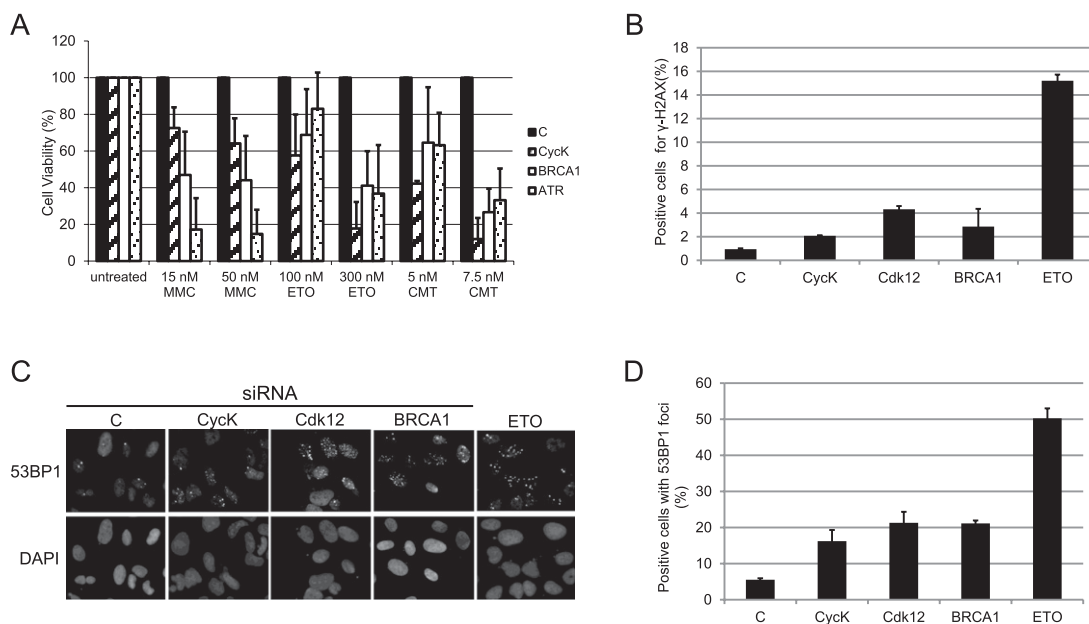 A
Cell Viability (%)
120
100
80
60
40
20
0
untreated
15 nM
MMC
50 nM
MMC
100 nM
ETO
300 nM
ETO
5 nM
CMT
7.5 nM
CMT
C
CycK
BRCA1
ATR
B
Positive cells for γ-H2AX(%)
18
16
14
12
10
8
6
4
2
0
C
CycK
Cdk12
BRCA1
ETO
C
siRNA
C
CycK
Cdk12
BRCA1
ETO
53BP1
DAPI
D
Positive cells with 53BP1 foci
(%)
60
50
40
30
20
10
0
C
CycK
Cdk12
BRCA1
ETO